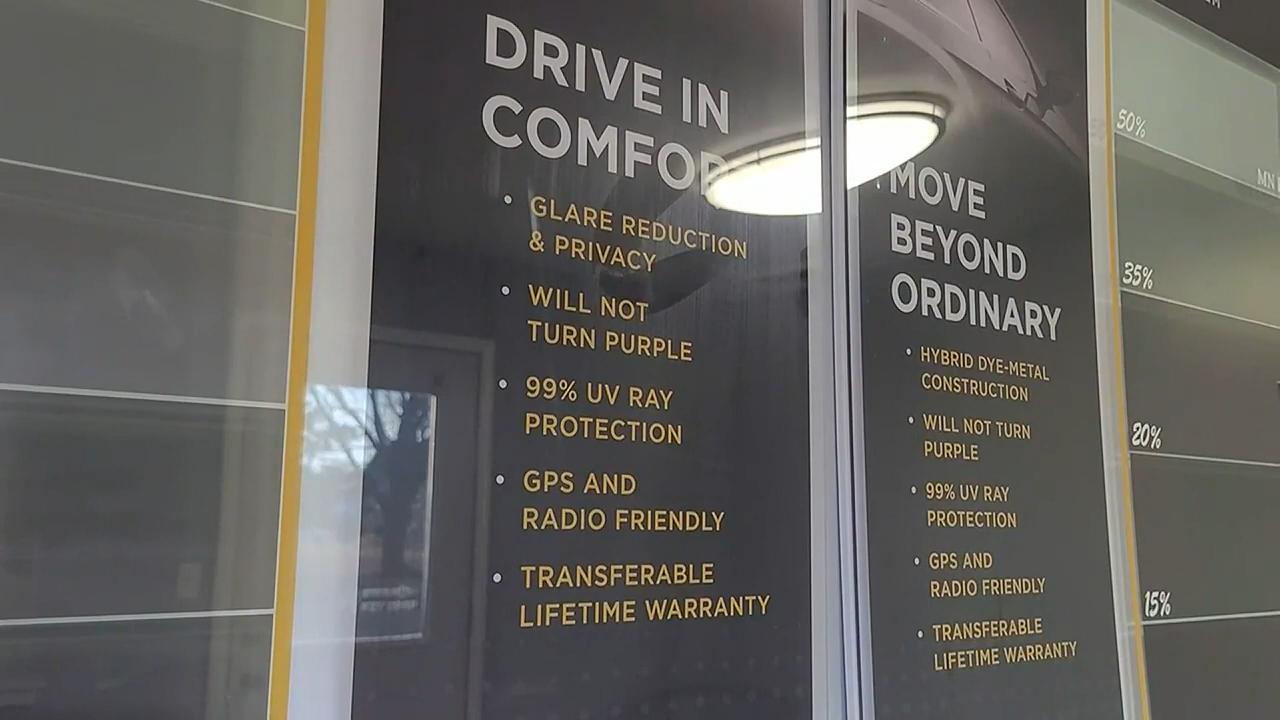 DRIVE IN
COMFOR
• GLARE REDUCTION
& PRIVACY
• WILL NOT
TURN PURPLE
• 99% UV RAY
PROTECTION
• GPS AND
RADIO FRIENDLY
• TRANSFERABLE
LIFETIME WARRANTY
MOVE
BEYOND
ORDINARY
• HYBRID DYE-METAL
CONSTRUCTION
• WILL NOT TURN
PURPLE
• 99% UV RAY
PROTECTION
• GPS AND
RADIO FRIENDLY
• TRANSFERABLE
LIFETIME WARRANTY
50%
MN
35%
20%
15%